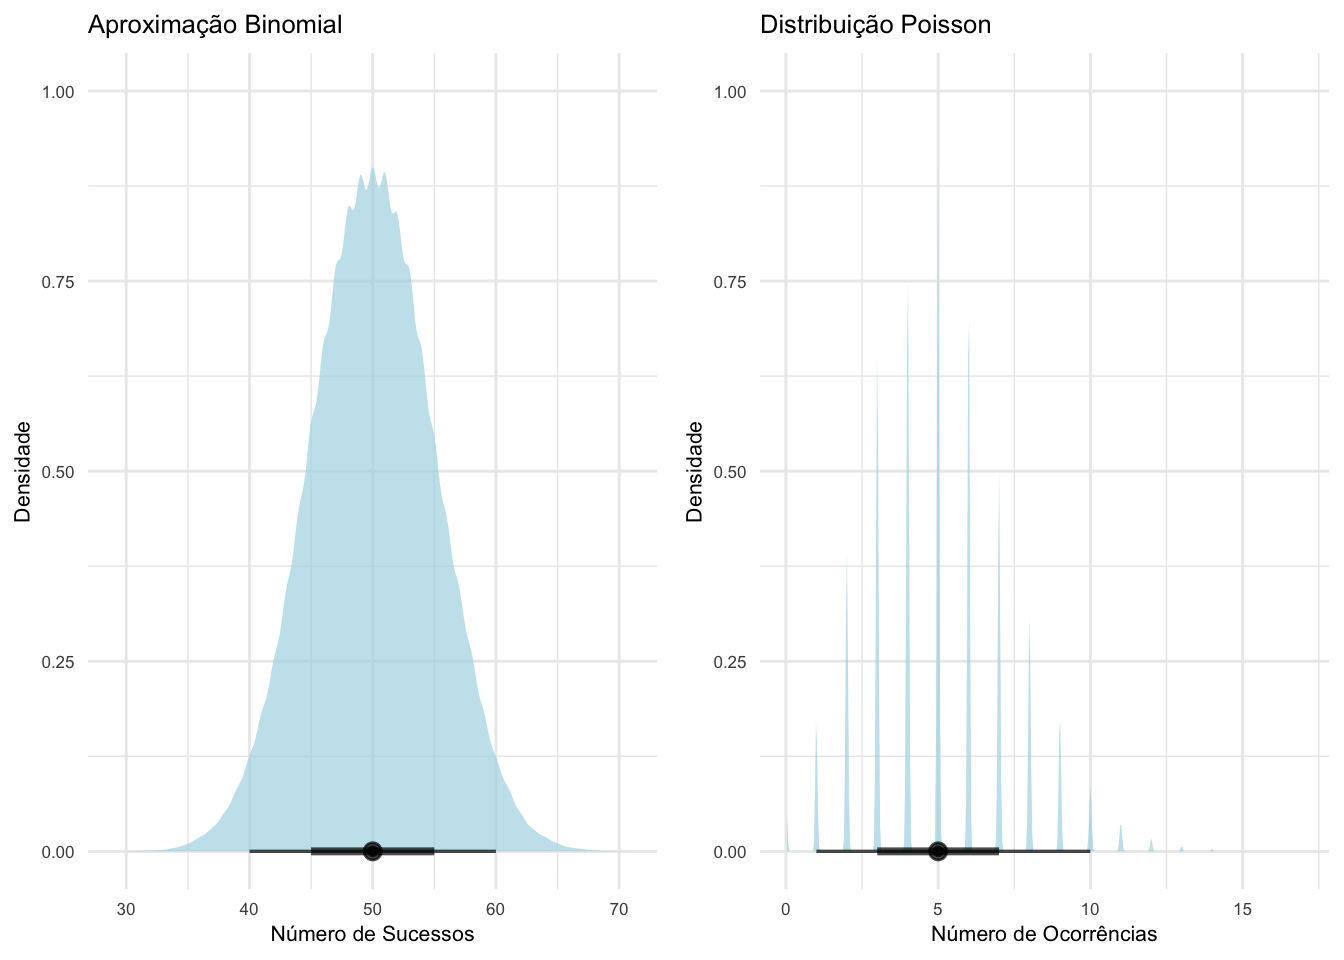 Aproximação Binomial
1.00
0.75
0.50
0.25
0.00
Densidade
30 40 50 60 70
Número de Sucessos
Distribuição Poisson
1.00
0.75
0.50
0.25
0.00
Densidade
0 5 10 15
Número de Ocorrências